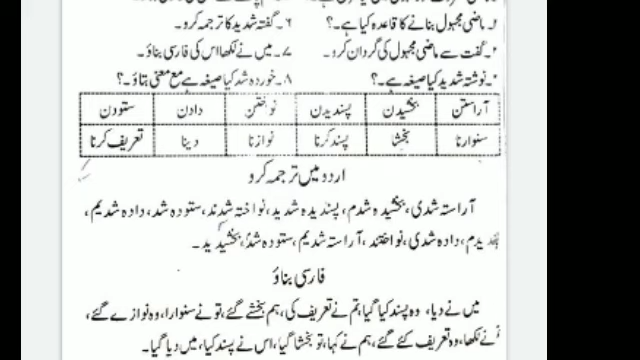 ۲۔ ماضی مجہول بنانے کا قاعدہ کیا ہے۔؟ ۶۔ گفتہ شدید کا ترجمہ کرو۔
۳۔ گفت سے ماضی مجہول کی گردان کرو۔ ۷۔ میں نے لکھا اس کی فارسی بناؤ۔
۴۔ نوشتہ شدید کیا صیغہ ہے۔؟ ۸۔ خوردہ شد کیا صیغہ ہے مع معنی بتاؤ۔؟
آراستن بخشیدن پسندیدن نواختن دادن ستودن
سنوارنا بخشا پسند کرنا نوازنا دینا تعریف کرنا
اردو میں ترجمہ کرو
آراستہ شدی، بخشیدہ شدم، پسندیدہ شدید، نواختہ شدند، ستودہ شد، دادہ شدیم،
دادہ شدی، نواختند، آراستہ شدیم، ستودہ شد، بخشیدید۔
فارسی بناؤ
میں نے دیا، وہ پسند کیا گیا، تم نے تعریف کی، ہم بخشے گئے، تو نے سنوارا، وہ نوازے گئے،
نے لکھا، وہ تعریف کئے گئے، ہم نے کہا، تو بخشا گیا، اس نے پسند کیا، میں دیا گیا۔